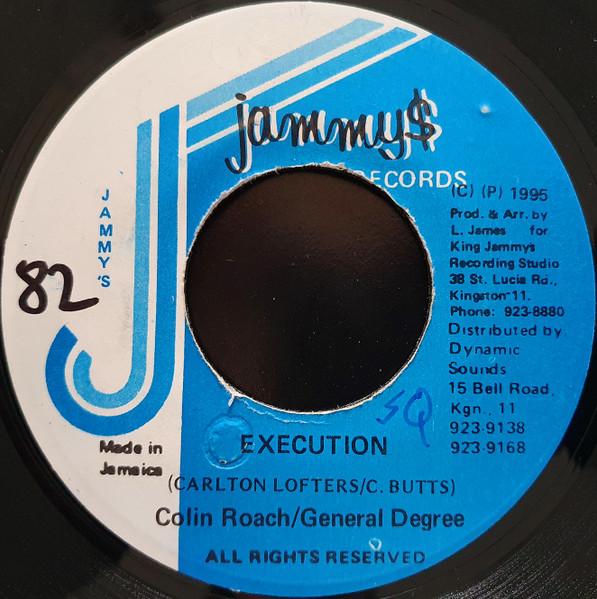 jammy$
RECORDS
JAMMY'S
82
(C) (P) 1995
Prod. & Arr. by
L. James for
King Jammys
Recording Studio
38 St. Lucia Rd.,
Kingston 11.
Phone: 923-8880
Distributed by
Dynamic
Sounds
15 Bell Road,
Kgn., 11
923-9138
923-9168
SQ
Made in
Jamaica
EXECUTION
(CARLTON LOFTERS/C. BUTTS)
Colin Roach/General Degree
ALL RIGHTS RESERVED